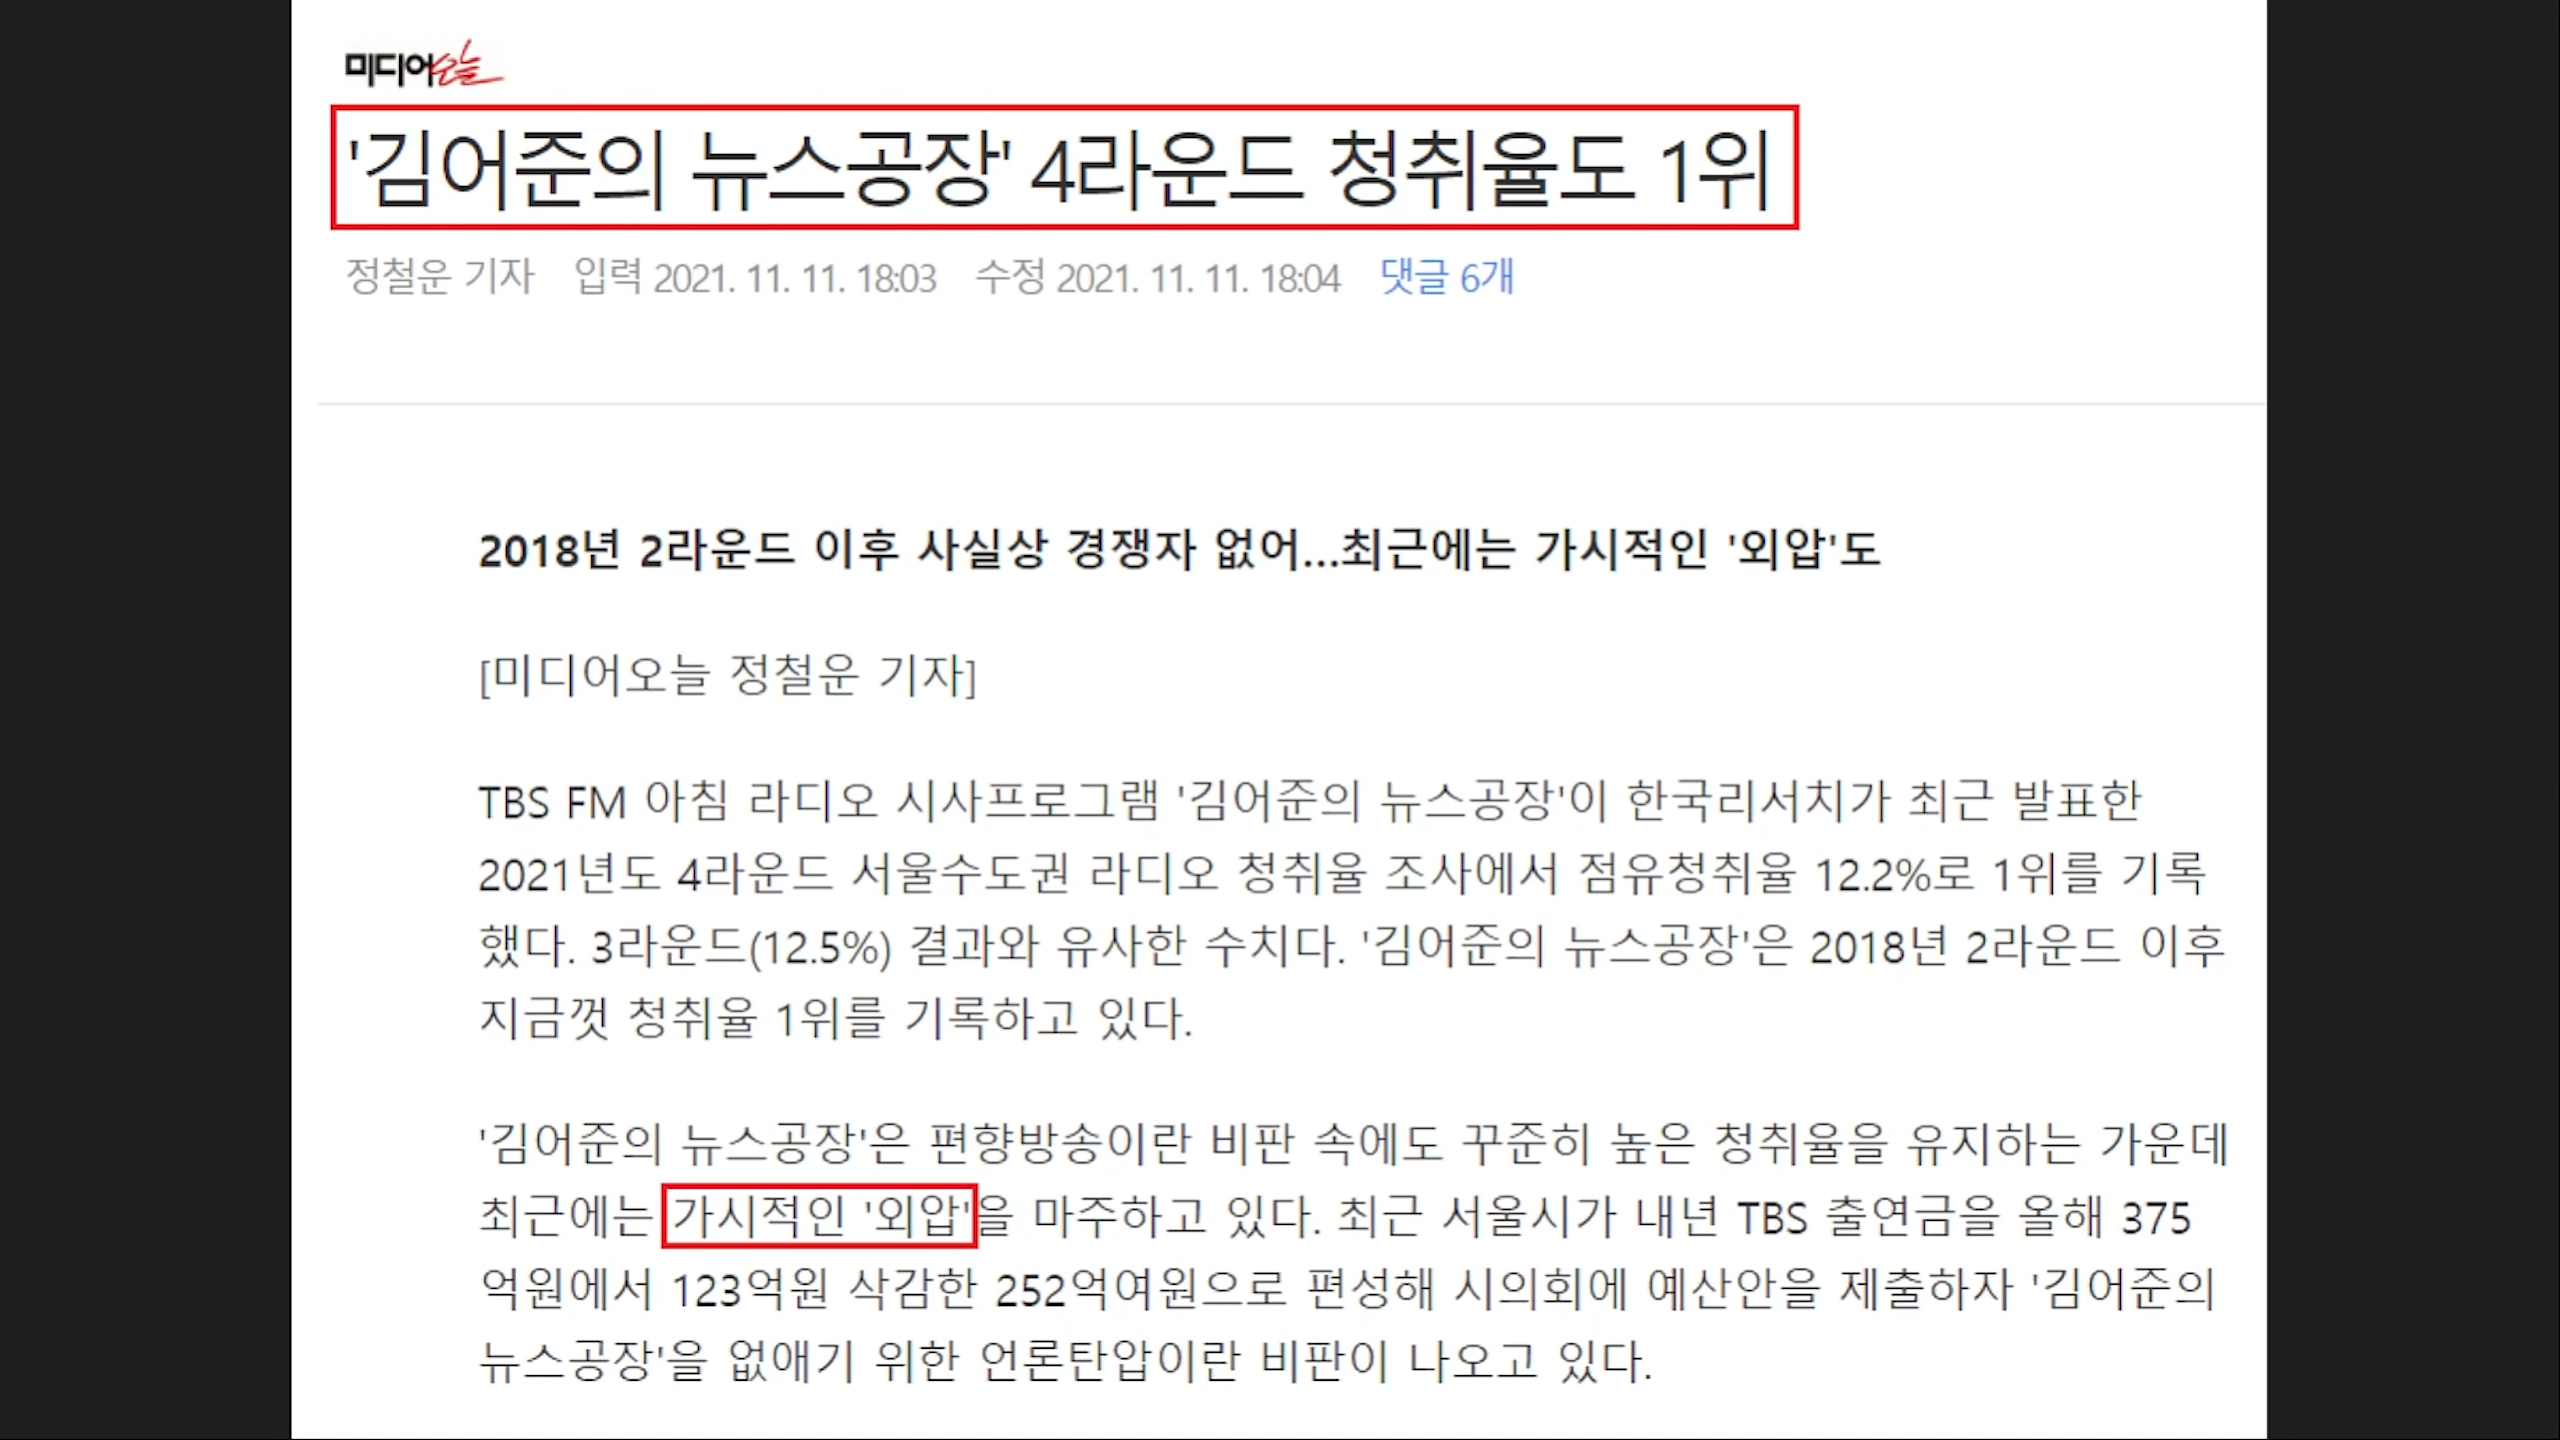 미디어오늘
'김어준의 뉴스공장' 4라운드 청취율도 1위
정철운 기자 입력 2021. 11. 11. 18:03 수정 2021. 11. 11. 18:04 댓글 6개
2018년 2라운드 이후 사실상 경쟁자 없어...최근에는 가시적인 '외압'도
[미디어오늘 정철운 기자]
TBS FM 아침 라디오 시사프로그램 '김어준의 뉴스공장'이 한국리서치가 최근 발표한
2021년도 4라운드 서울수도권 라디오 청취율 조사에서 점유청취율 12.2%로 1위를 기록
했다. 3라운드(12.5%) 결과와 유사한 수치다. '김어준의 뉴스공장'은 2018년 2라운드 이후
지금껏 청취율 1위를 기록하고 있다.
'김어준의 뉴스공장'은 편향방송이란 비판 속에도 꾸준히 높은 청취율을 유지하는 가운데
최근에는 가시적인 '외압'을 마주하고 있다. 최근 서울시가 내년 TBS 출연금을 올해 375
억원에서 123억원 삭감한 252억여원으로 편성해 시의회에 예산안을 제출하자 '김어준의
뉴스공장'을 없애기 위한 언론탄압이란 비판이 나오고 있다.